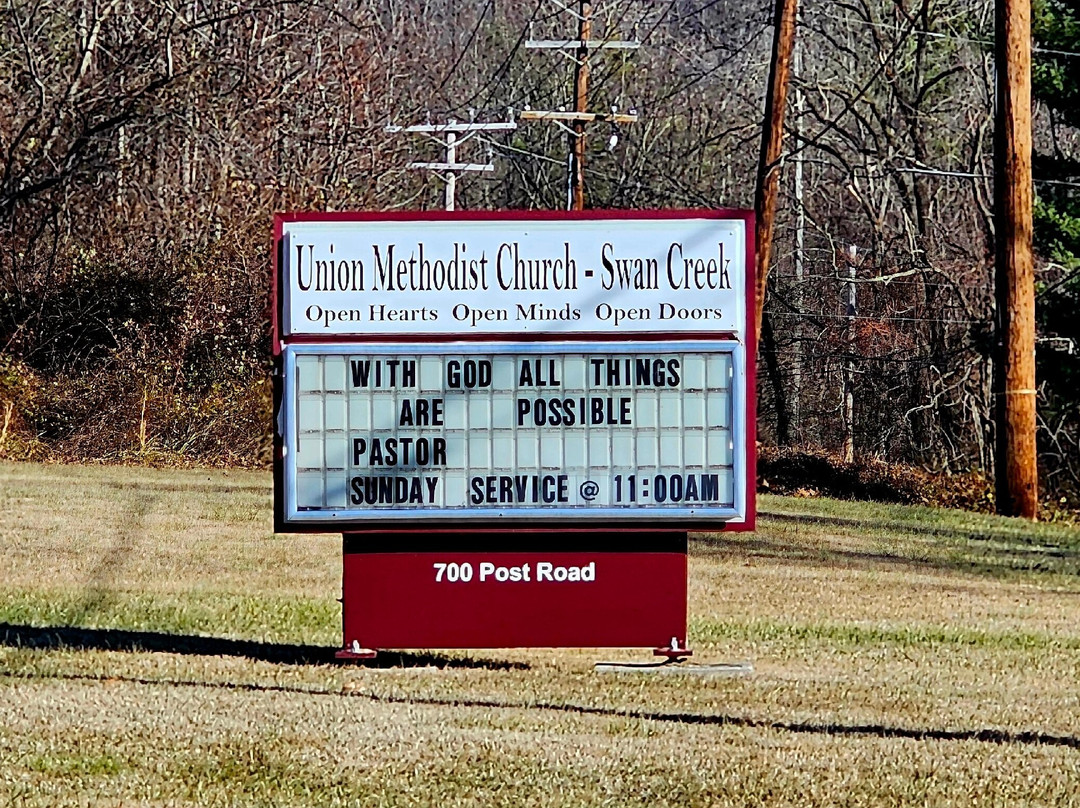 Union Methodist Church - Swan Creek
Open Hearts Open Minds Open Doors
WITH GOD ALL THINGS
ARE POSSIBLE
PASTOR
SUNDAY SERVICE @ 11:00AM
700 Post Road